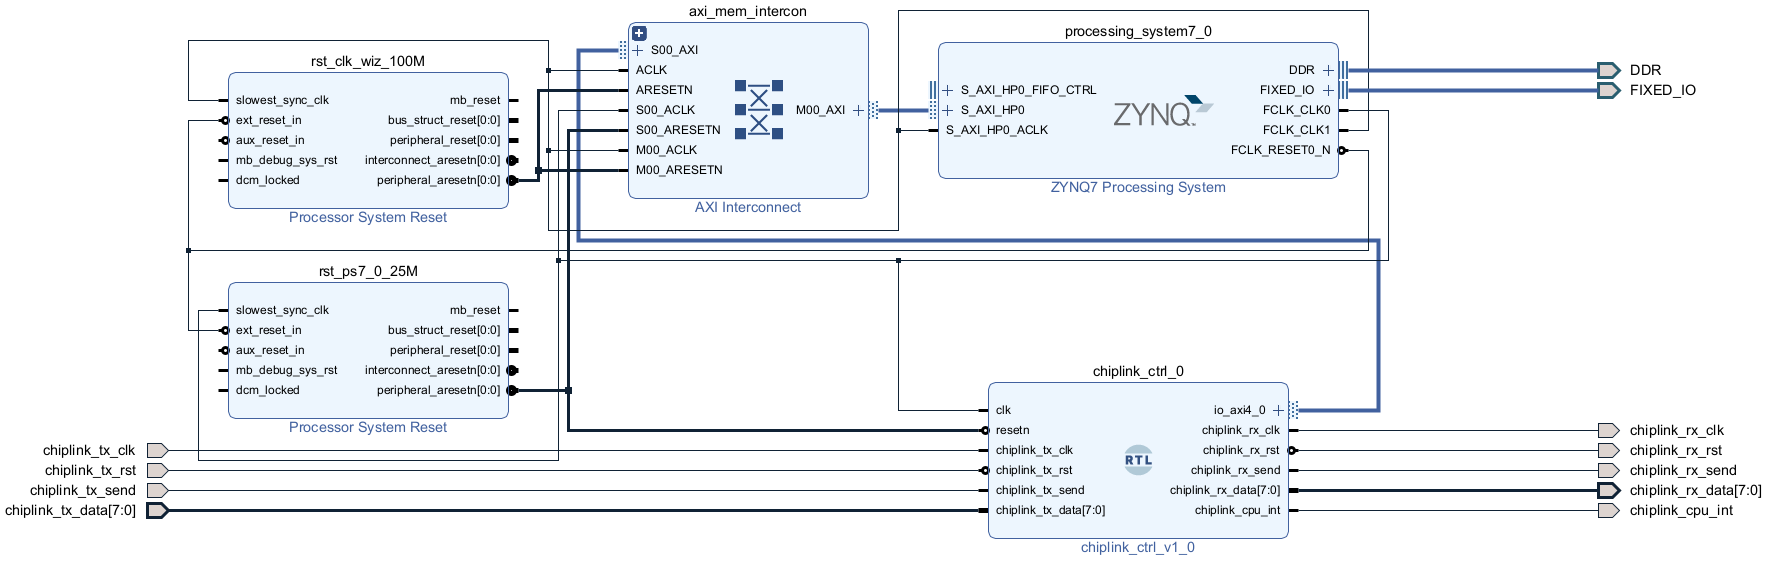 axi_mem_intercon
S00_AXI
ACLK
ARESETN
S00_ACLK
S00_ARESETN
M00_ACLK
M00_ARESETN
M00_AXI
AXI Interconnect
processing_system7_0
S_AXI_HP0_FIFO_CTRL
S_AXI_HP0
S_AXI_HP0_ACLK
ZYNQ
DDR
FIXED_IO
FCLK_CLK0
FCLK_CLK1
FCLK_RESET0_N
ZYNQ7 Processing System
DDR
FIXED_IO
rst_clk_wiz_100M
slowest_sync_clk
ext_reset_in
aux_reset_in
mb_debug_sys_rst
dcm_locked
mb_reset
bus_struct_reset[0:0]
peripheral_reset[0:0]
interconnect_aresetn[0:0]
peripheral_aresetn[0:0]
Processor System Reset
rst_ps7_0_25M
slowest_sync_clk
ext_reset_in
aux_reset_in
mb_debug_sys_rst
dcm_locked
mb_reset
bus_struct_reset[0:0]
peripheral_reset[0:0]
interconnect_aresetn[0:0]
peripheral_aresetn[0:0]
Processor System Reset
chiplink_tx_clk
chiplink_tx_rst
chiplink_tx_send
chiplink_tx_data[7:0]
chiplink_ctrl_0
clk
resetn
chiplink_tx_clk
chiplink_tx_rst
chiplink_tx_send
chiplink_tx_data[7:0]
RTL
io_axi4_0
chiplink_rx_clk
chiplink_rx_rst
chiplink_rx_send
chiplink_rx_data[7:0]
chiplink_cpu_int
chiplink_ctrl_v1_0
chiplink_rx_clk
chiplink_rx_rst
chiplink_rx_send
chiplink_rx_data[7:0]
chiplink_cpu_int